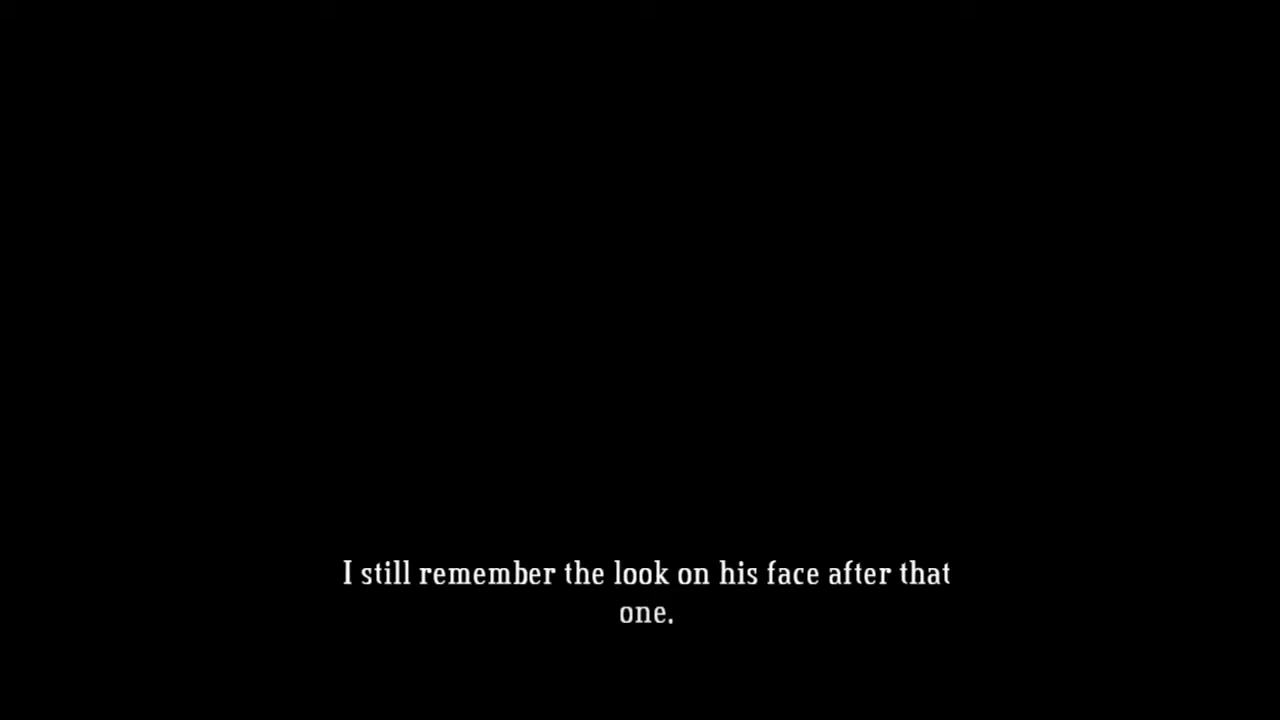 I still remember the look on his face after that
one.